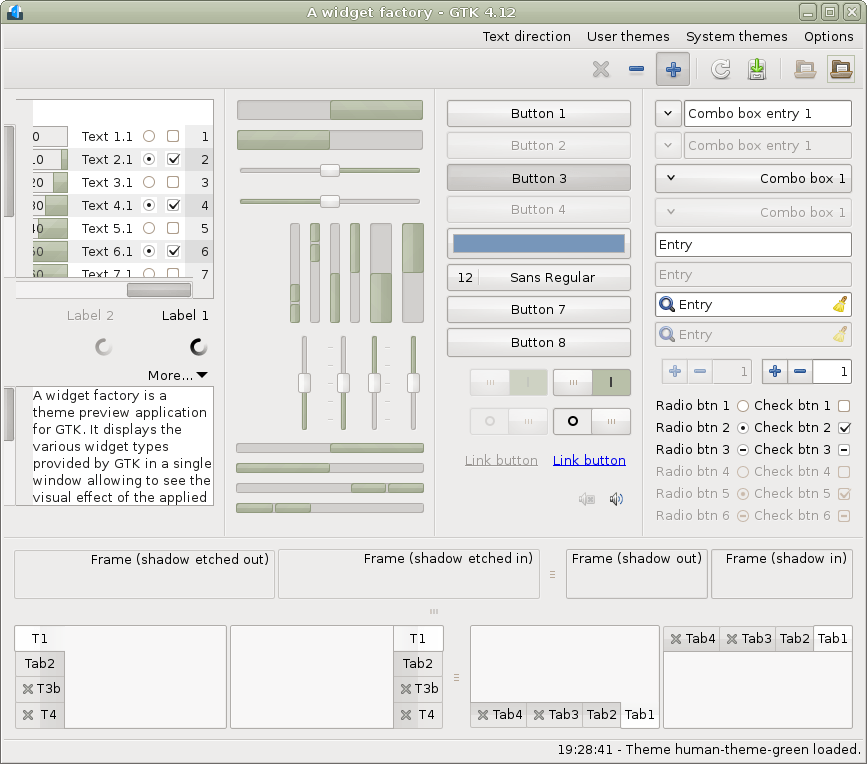 A widget factory - GTK 4.12
Text direction User themes System themes Options
0 Text 1.1 1
10 Text 2.1 2
20 Text 3.1 3
30 Text 4.1 4
40 Text 5.1 5
50 Text 6.1 6
60 Text 7.1 7
Label 2 Label 1
More...
A widget factory is a
theme preview application
for GTK. It displays the
various widget types
provided by GTK in a single
window allowing to see the
visual effect of the applied
Button 1
Button 2
Button 3
Button 4
12 Sans Regular
Button 7
Button 8
Link button Link button
Combo box entry 1
Combo box entry 1
Combo box 1
Combo box 1
Entry
Entry
Entry
Entry
1 1
Radio btn 1 Check btn 1
Radio btn 2 Check btn 2
Radio btn 3 Check btn 3
Radio btn 4 Check btn 4
Radio btn 5 Check btn 5
Radio btn 6 Check btn 6
Frame (shadow etched out) Frame (shadow etched in) Frame (shadow out) Frame (shadow in)
T1
Tab2
T3b
T4
T1
Tab2
T3b
T4
Tab4 Tab3 Tab2 Tab1
Tab4 Tab3 Tab2 Tab1
19:28:41 - Theme human-theme-green loaded.